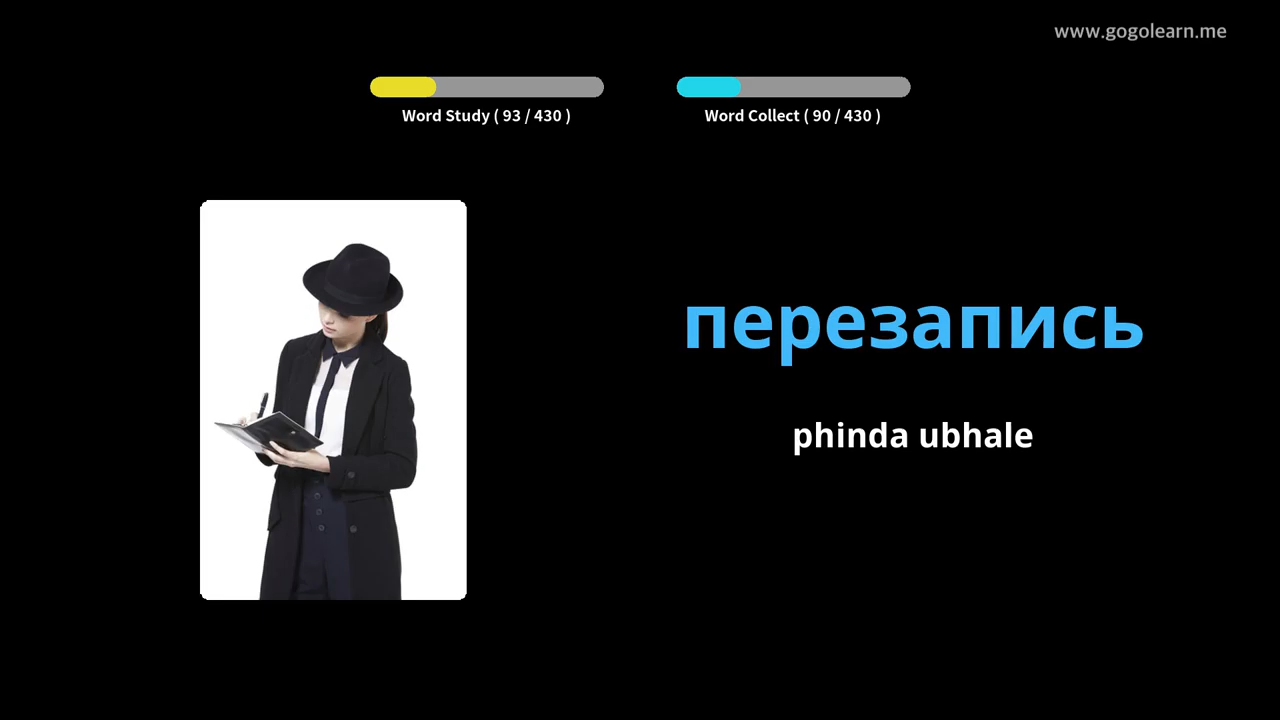 www.gogolearn.me
Word Study ( 93 / 430 )
Word Collect ( 90 / 430 )
перезапись
phinda ubhale